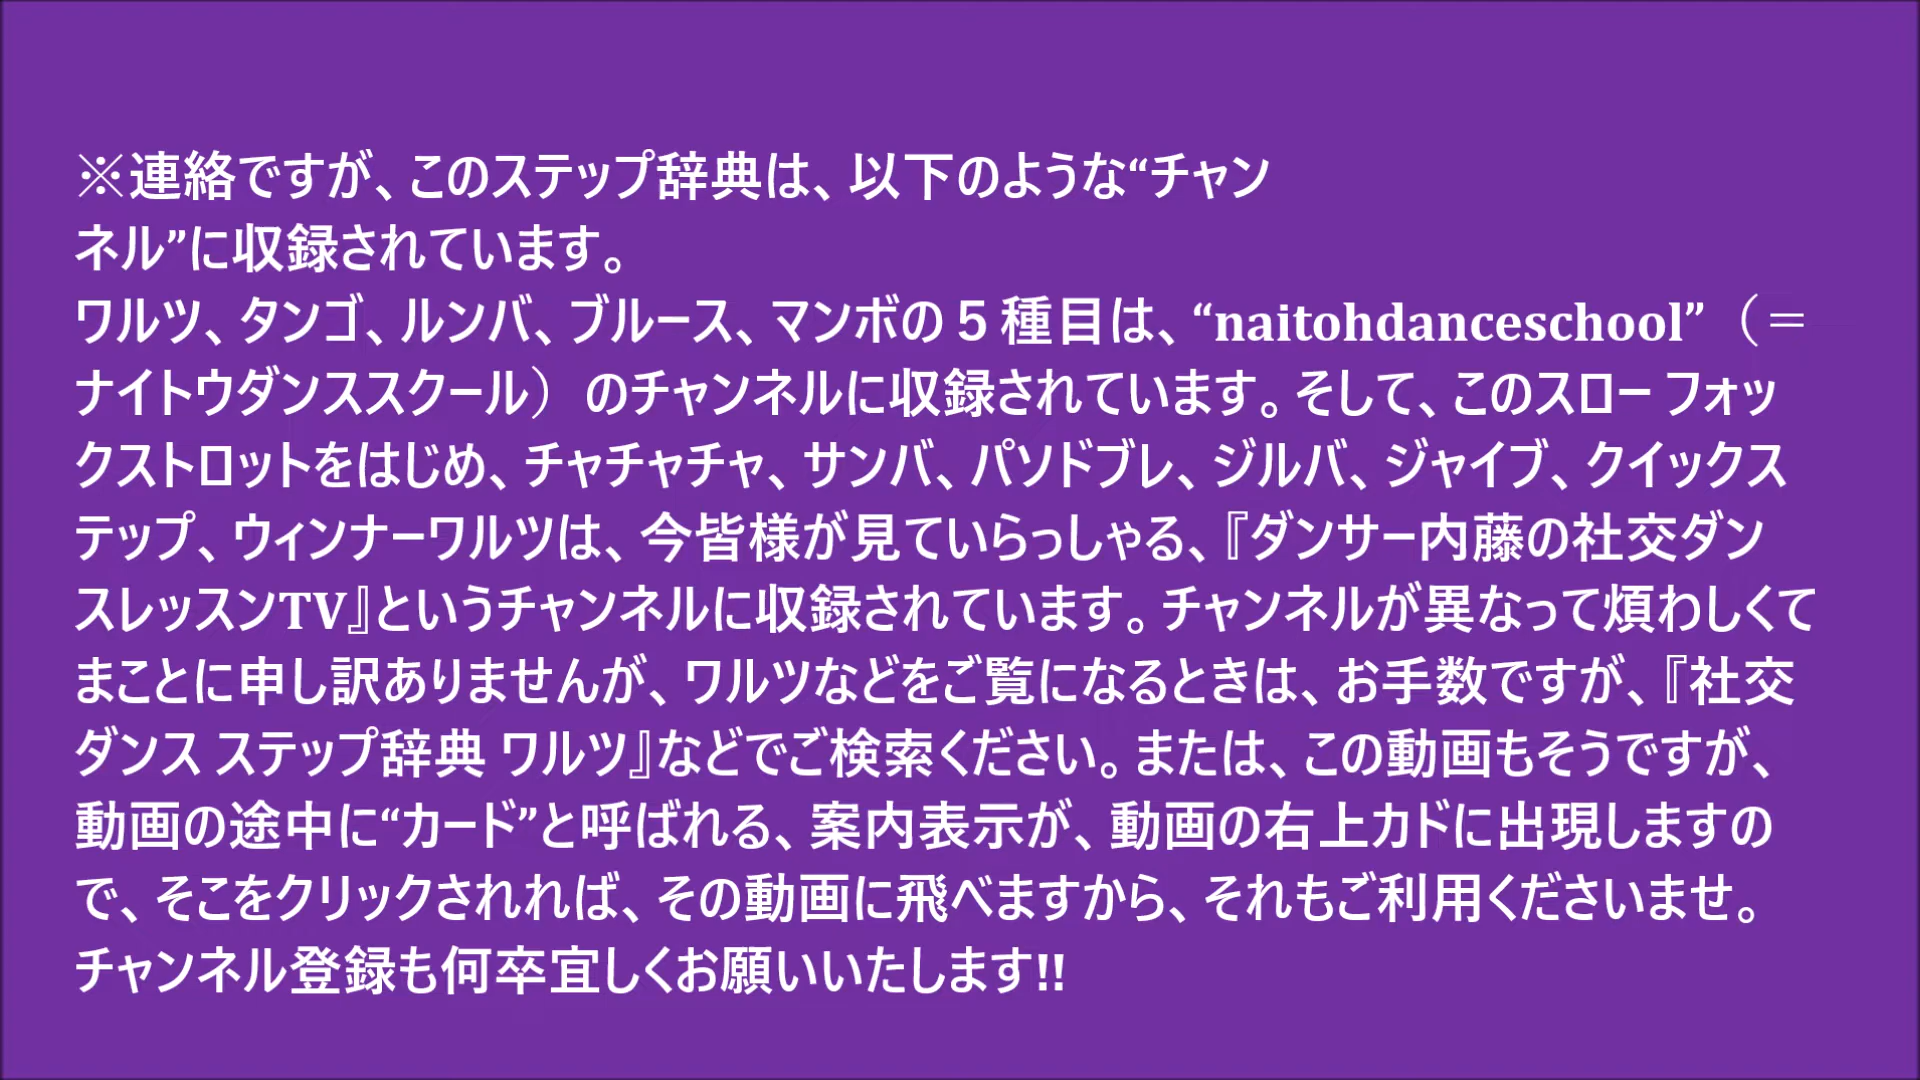 ※連絡ですが、このステップ辞典は、以下のような“チャン
ネル”に収録されています。
ワルツ、タンゴ、ルンバ、ブルース、マンボの５種目は、“naitohdanceschool”（＝
ナイトウダンススクール）のチャンネルに収録されています。そして、このスロー フォッ
クストロットをはじめ、チャチャチャ、サンバ、パソドブレ、ジルバ、ジャイブ、クイックス
テップ、ウィンナーワルツは、今皆様が見ていらっしゃる、『ダンサー内藤の社交ダン
スレッスンTV』というチャンネルに収録されています。チャンネルが異なって煩わしくて
まことに申し訳ありませんが、ワルツなどをご覧になるときは、お手数ですが、『社交
ダンス ステップ辞典 ワルツ』などでご検索ください。または、この動画もそうですが、
動画の途中に“カード”と呼ばれる、案内表示が、動画の右上カドに出現しますの
で、そこをクリックされれば、その動画に飛べますから、それもご利用くださいませ。
チャンネル登録も何卒宜しくお願いいたします!!